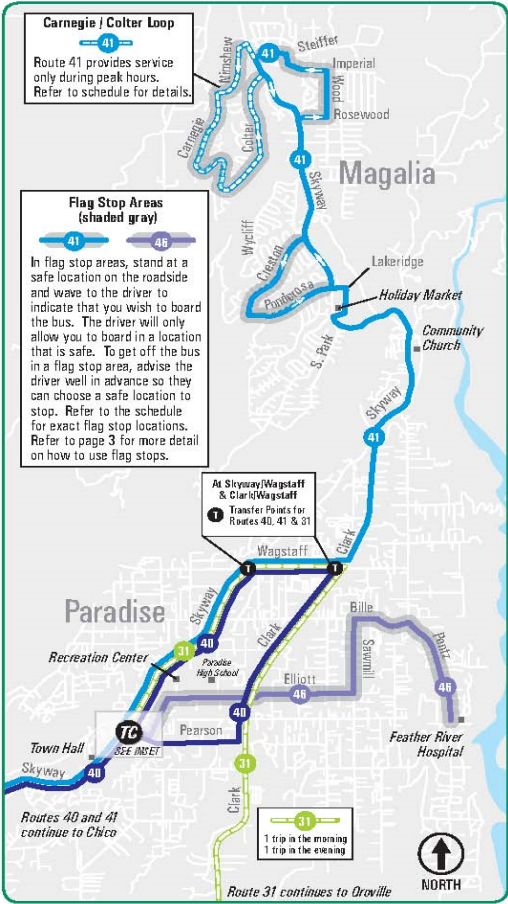 Carnegie / Colter Loop
41
Route 41 provides service
only during peak hours.
Refer to schedule for details.
Nimshew
41
Steiffer
Imperial
Wood
Rosewood
Carnegie
Colter
41
Skyway
Magalia
Flag Stop Areas
(shaded gray)
41
46
In flag stop areas, stand at a
safe location on the roadside
and wave to the driver to
indicate that you wish to board
the bus. The driver will only
allow you to board in a location
that is safe. To get off the bus
in a flag stop area, advise the
driver well in advance so they
can choose a safe location to
stop. Refer to the schedule
for exact flag stop locations.
Refer to page 3 for more detail
on how to use flag stops.
Wycliff
Creston
Ponderosa
Lakeridge
Holiday Market
S. Park
Community
Church
Skyway
41
At Skyway/Wagstaff
& Clark/Wagstaff
T
Transfer Points for
Routes 40, 41 & 31
Wagstaff
Clark
T
T
Paradise
Skyway
Clark
Bille
31
40
Recreation Center
Paradise
High School
Sawmill
Pentz
Elliott
46
46
40
Pearson
TC
SEE INSET
Town Hall
Feather River
Hospital
Skyway
40
31
Clark
Routes 40 and 41
continue to Chico
31
1 trip in the morning
1 trip in the evening
NORTH
Route 31 continues to Oroville